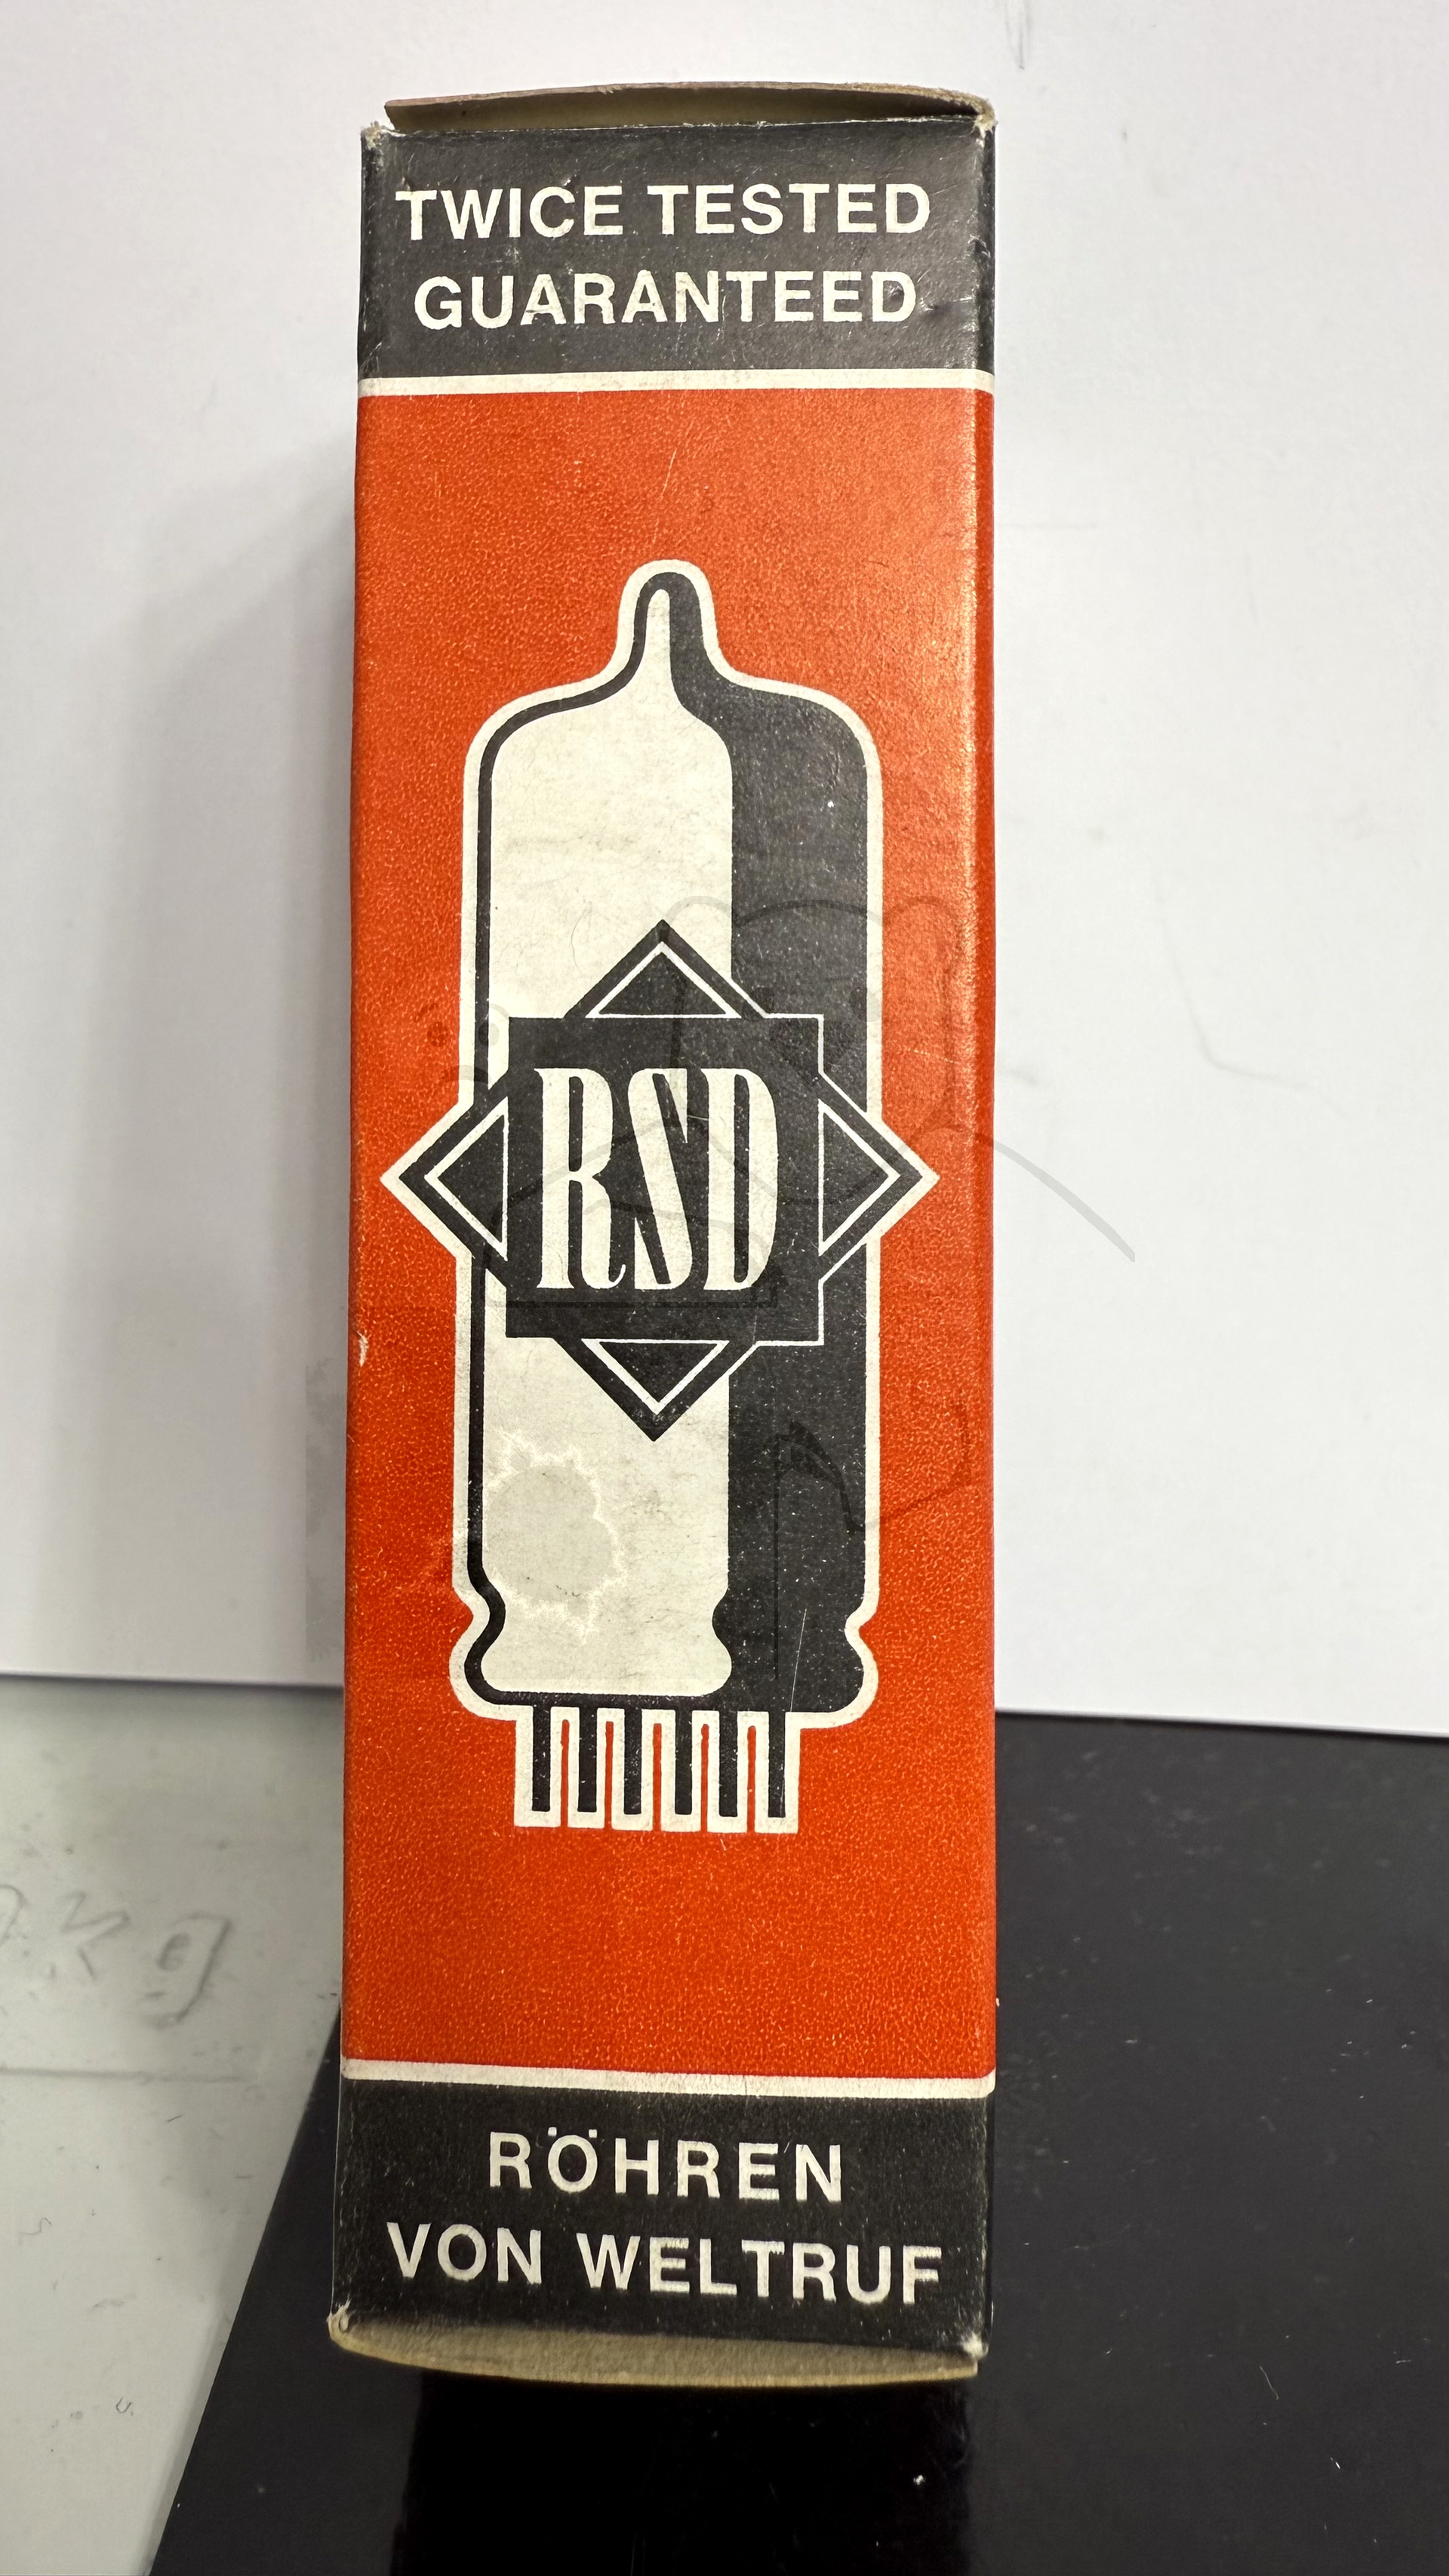 TWICE TESTED
GUARANTEED
RSD
RÖHREN
VON WELTRUF